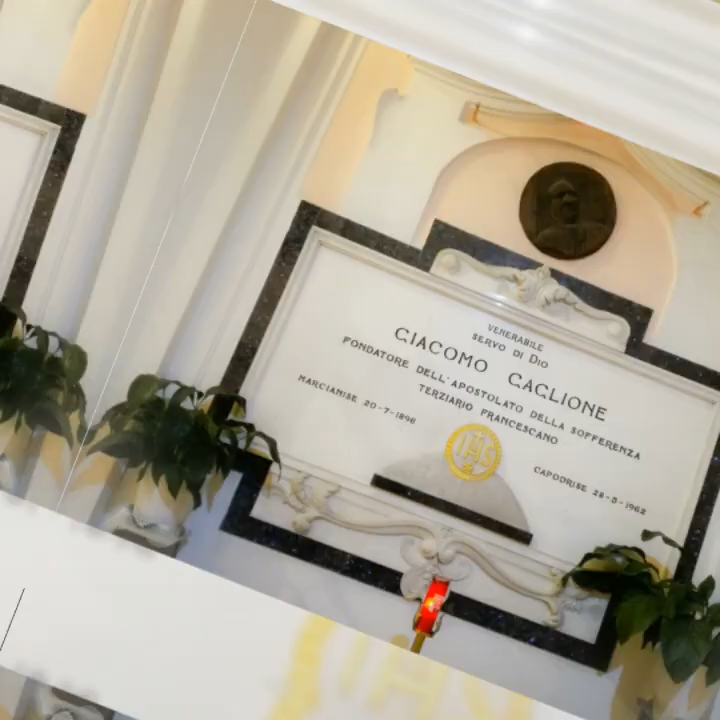 VENERABILE
SERVO DI DIO
GIACOMO GAGLIONE
FONDATORE DELL'APOSTOLATO DELLA SOFFERENZA
TERZIARIO FRANCESCANO
MARCIANISE 20-7-1896
IHS
CAPODRISE 28-5-1962